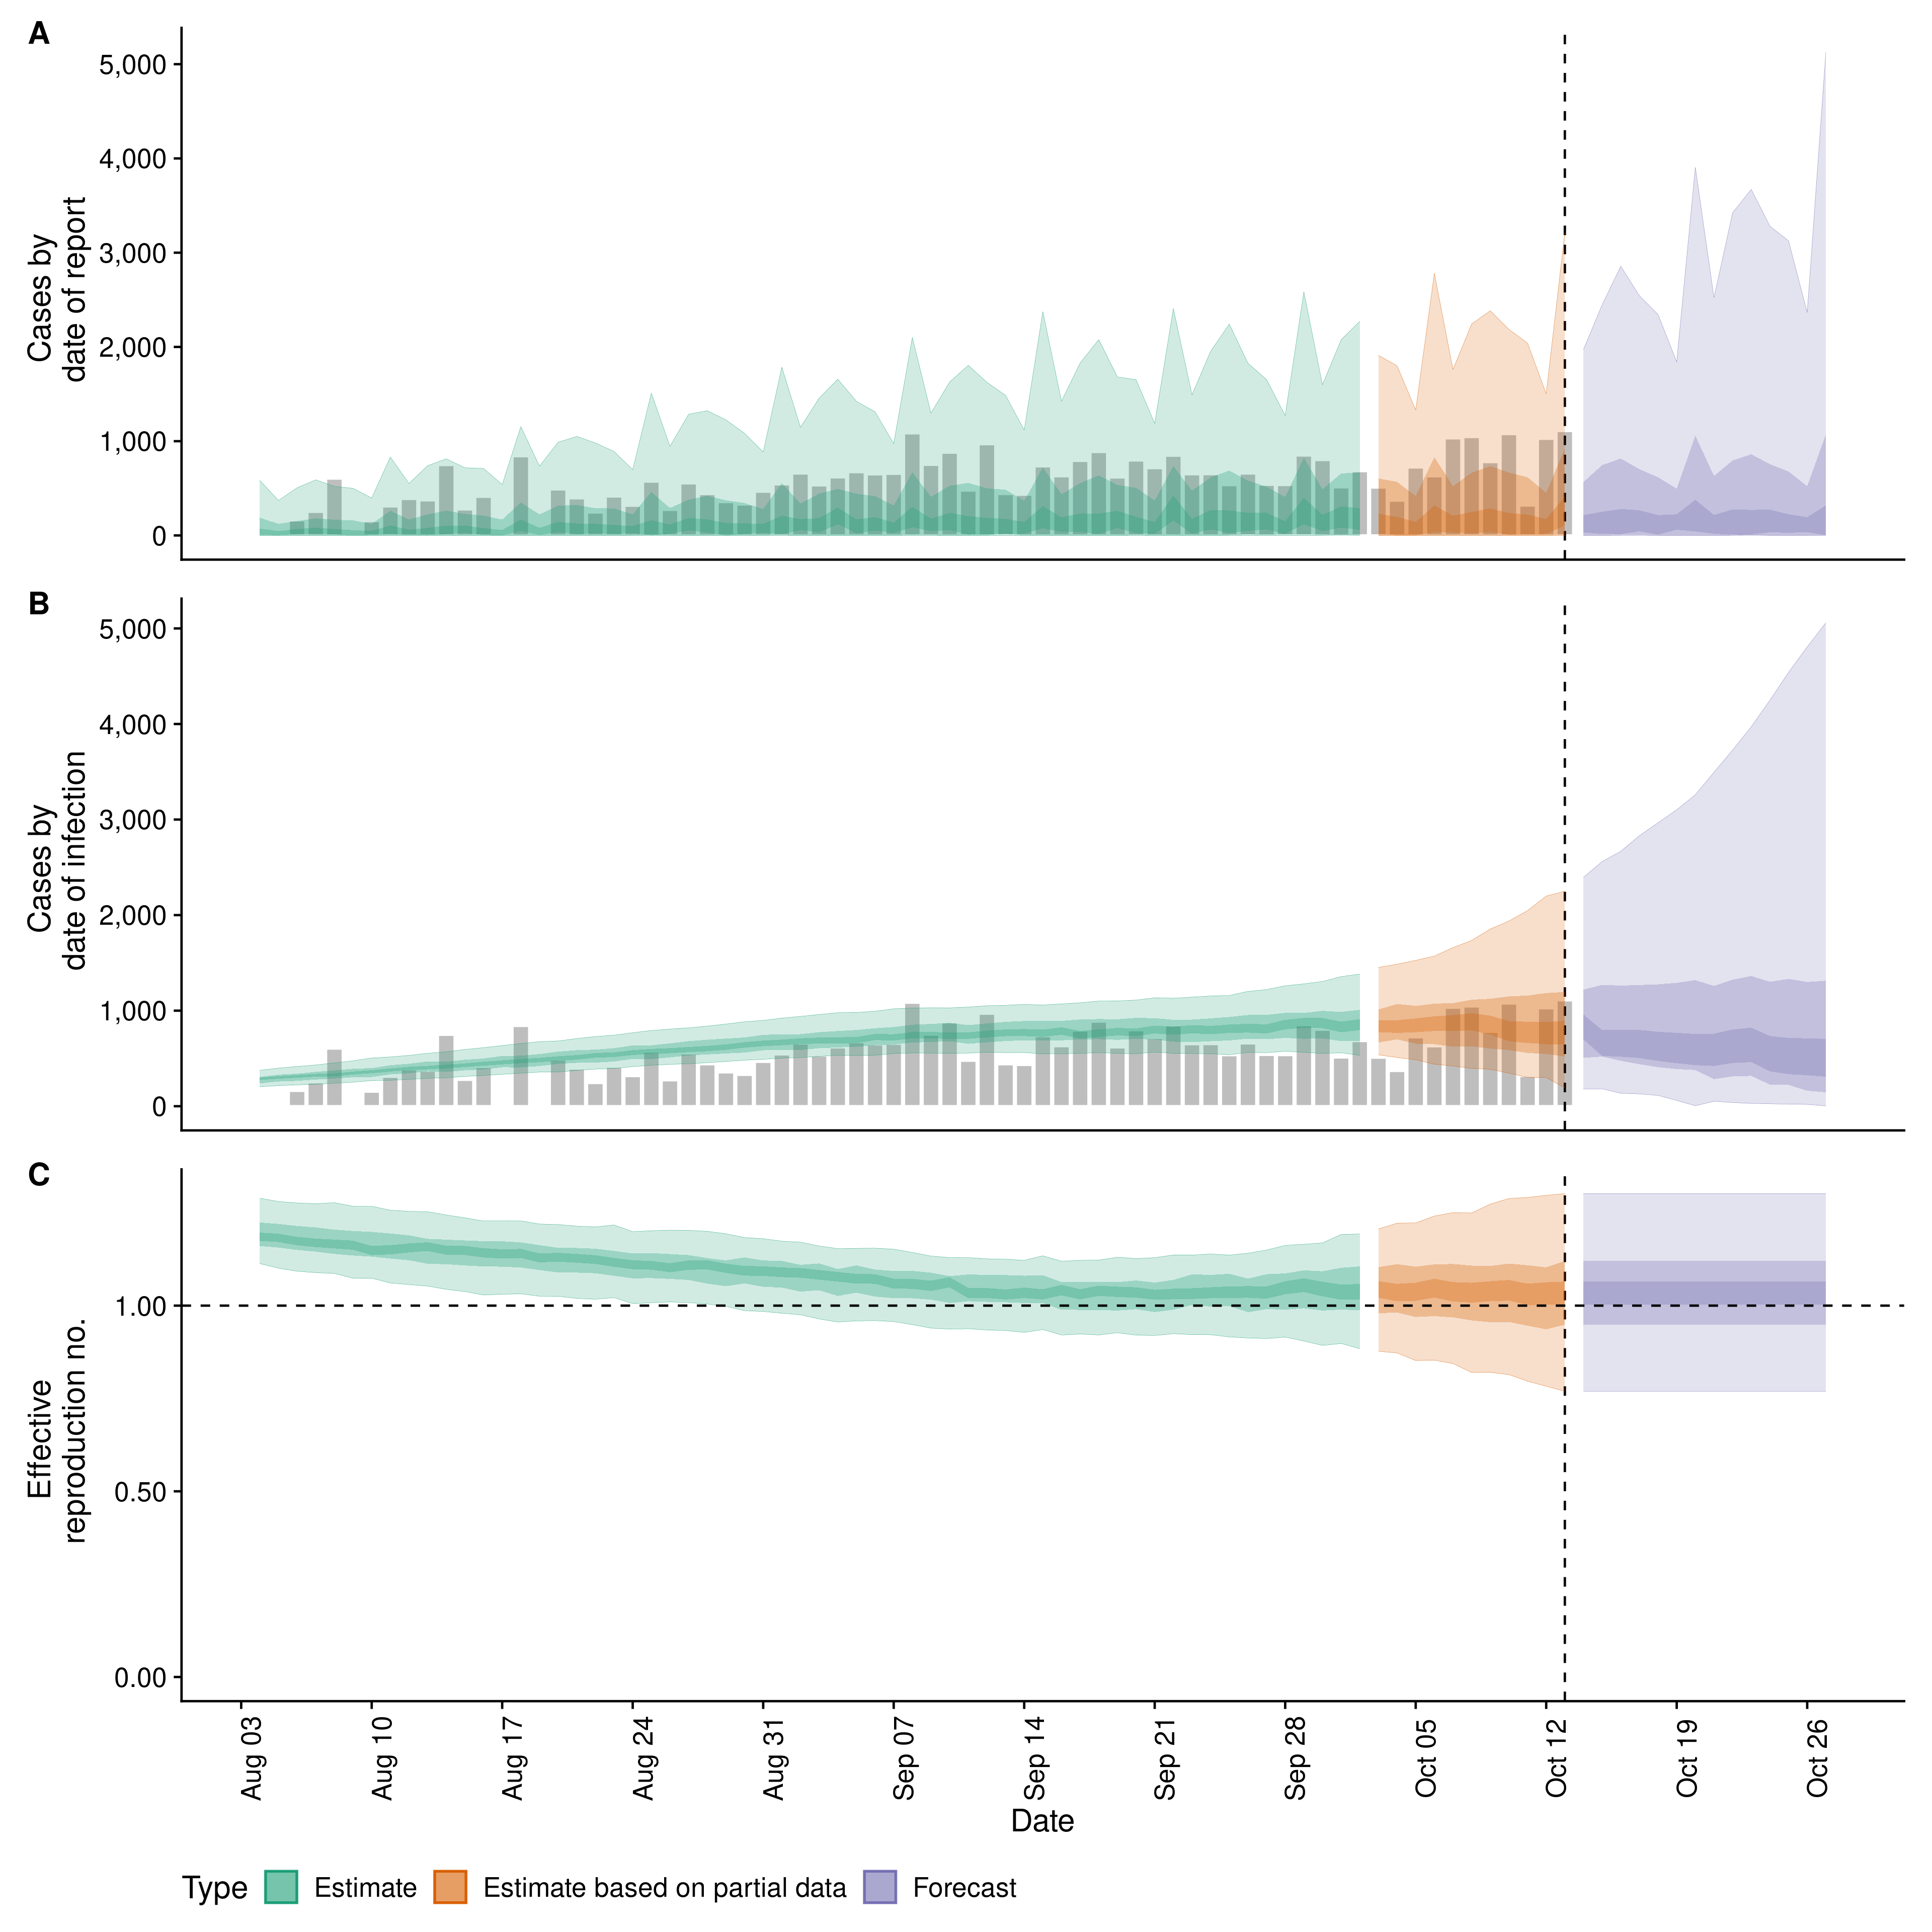 A
5,000
4,000
3,000
2,000
1,000
0
Cases by
date of report
B
5,000
4,000
3,000
2,000
1,000
0
Cases by
date of infection
C
1.00
0.50
0.00
Effective
reproduction no.
Aug 03
Aug 10
Aug 17
Aug 24
Aug 31
Sep 07
Sep 14
Sep 21
Sep 28
Oct 05
Oct 12
Oct 19
Oct 26
Date
Type Estimate Estimate based on partial data Forecast